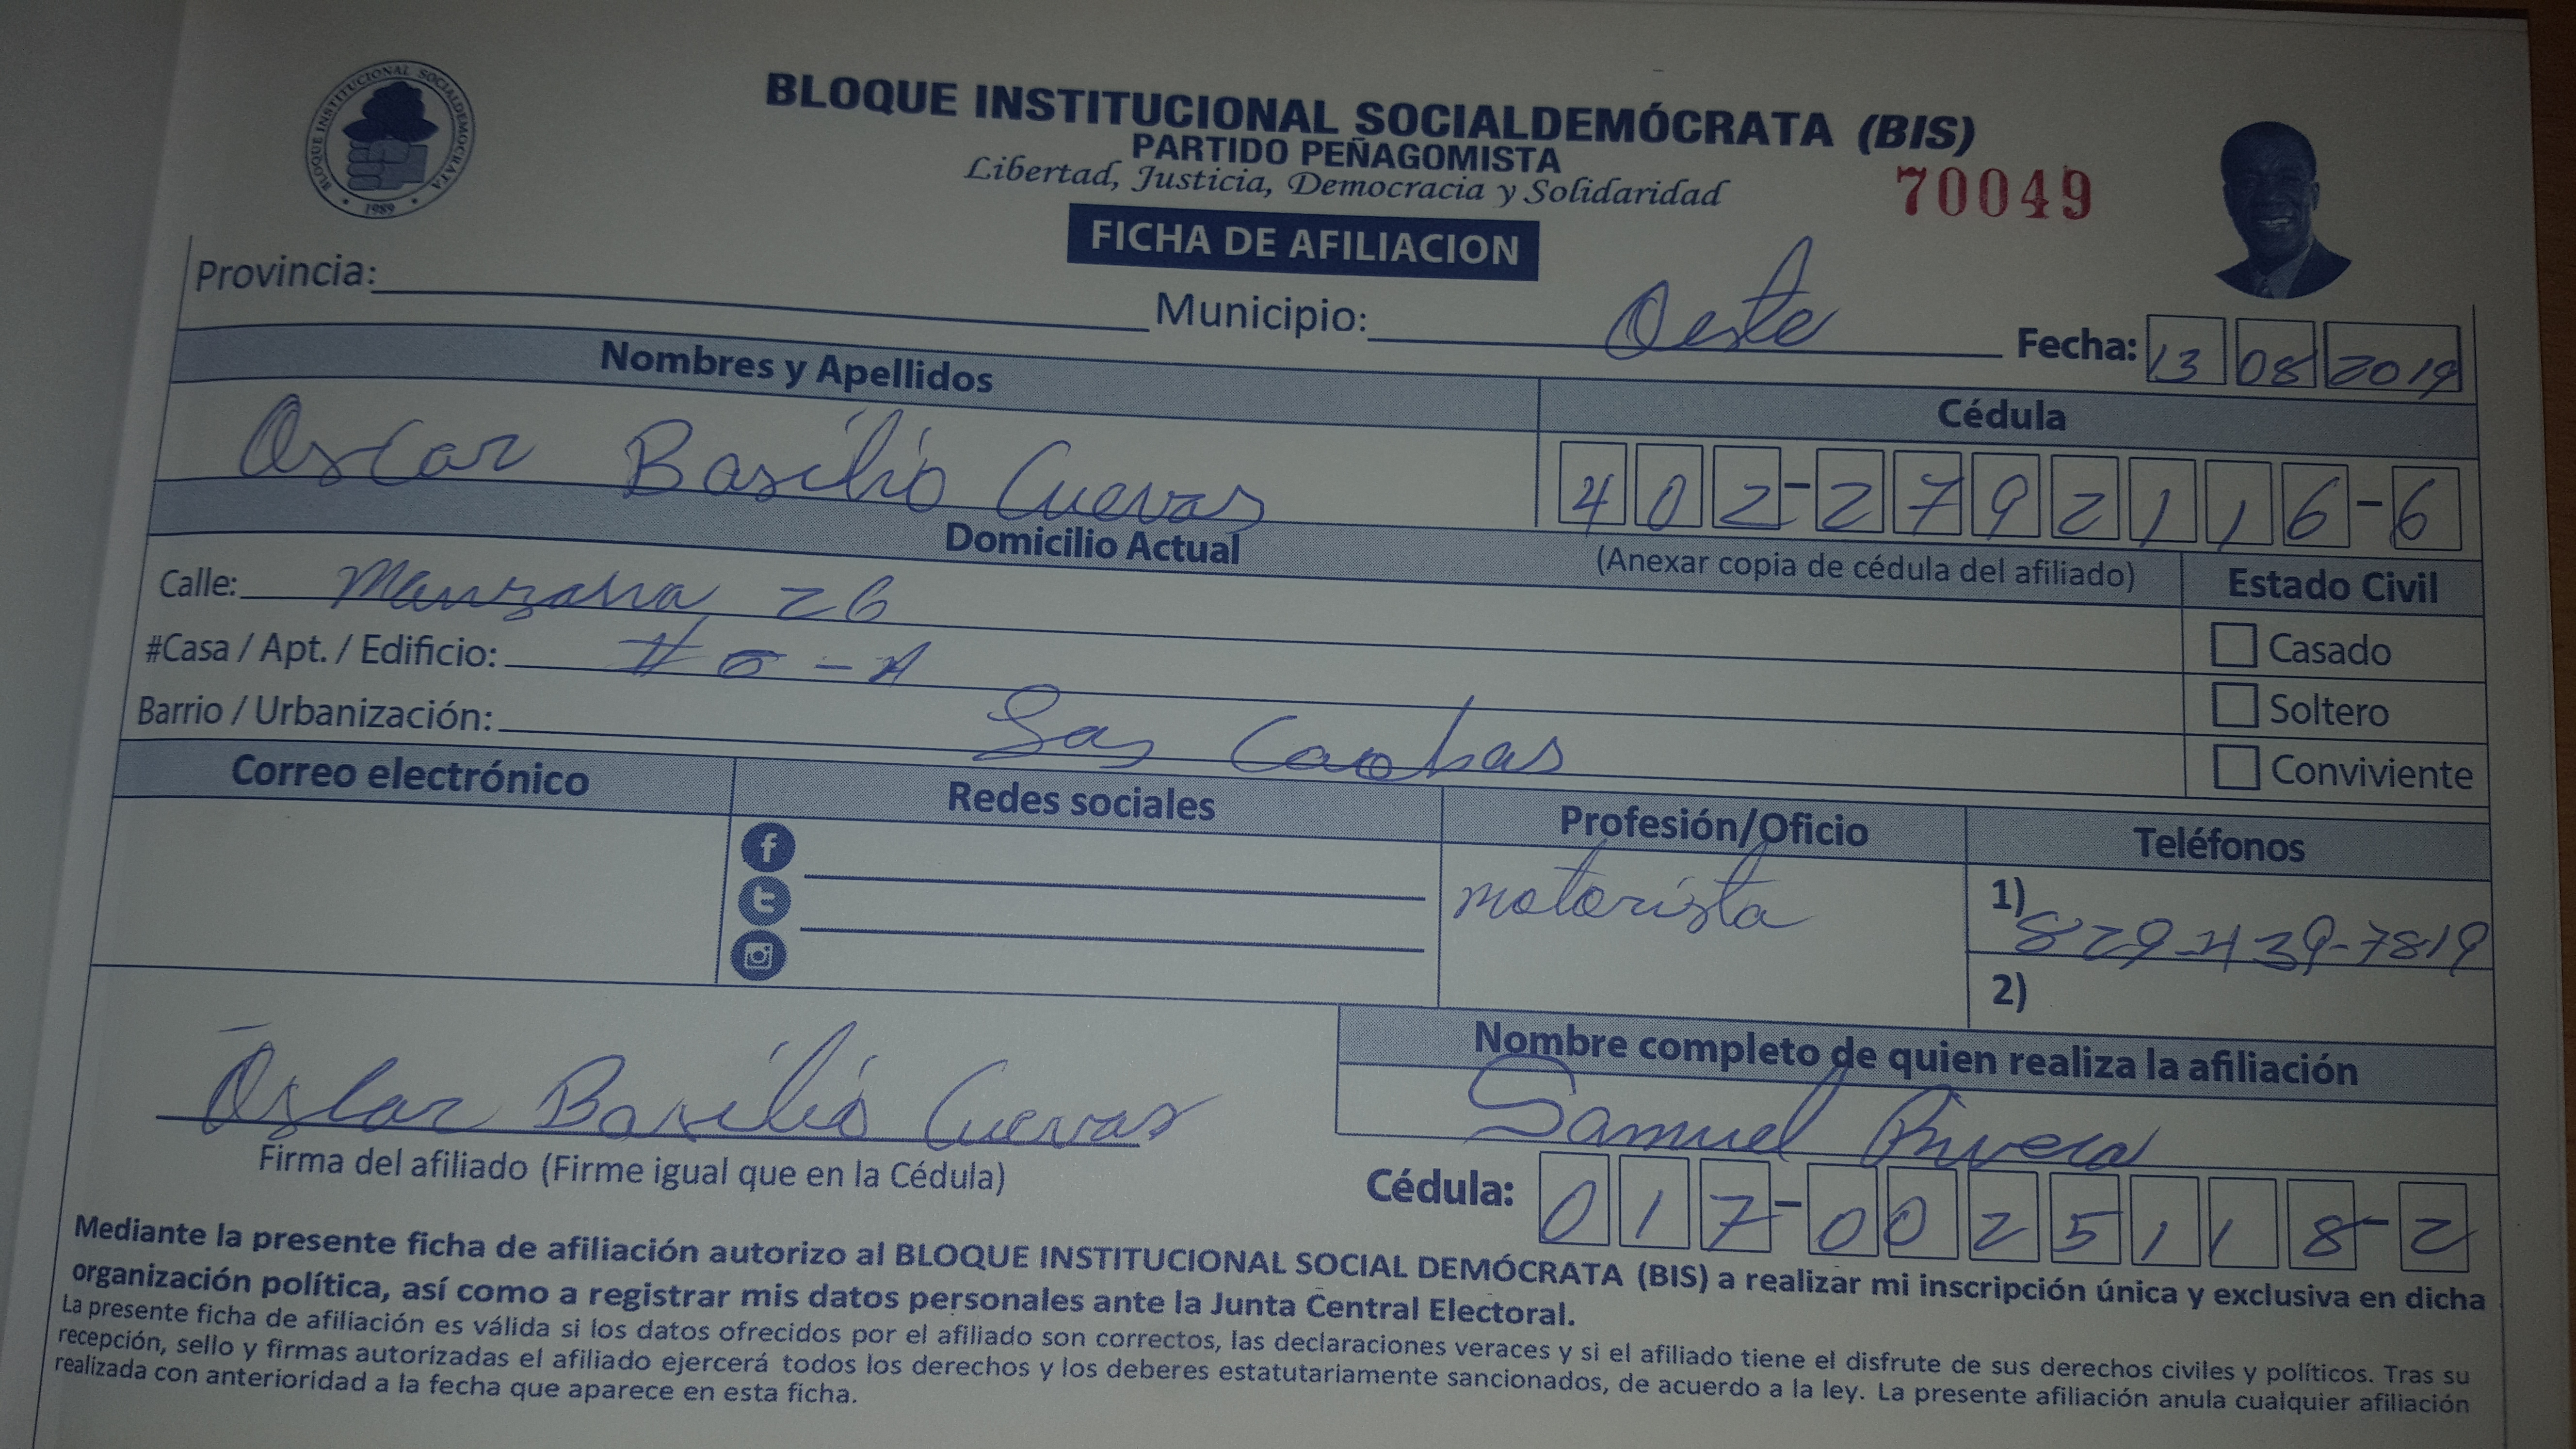 BLOQUE INSTITUCIONAL SOCIALDEMOCRATA
1989
BLOQUE INSTITUCIONAL SOCIALDEMÓCRATA (BIS)
PARTIDO PEÑAGOMISTA
Libertad, Justicia, Democracia y Solidaridad
70049
FICHA DE AFILIACION
Provincia:
Municipio: Oeste
Fecha: 13 08 2019
Nombres y Apellidos
Cédula
Oscar Basilio Cuevas
402-2792116-6
Domicilio Actual
(Anexar copia de cédula del afiliado)
Estado Civil
Calle: Manzana 26
Casado
#Casa / Apt. / Edificio: #
Soltero
Barrio / Urbanización: Las Caobas
Conviviente
Correo electrónico
Redes sociales
Profesión/Oficio
Teléfonos
motorista
1) 829-439-7819
2)
Nombre completo de quien realiza la afiliación
Samuel Rivera
Oscar Basilio Cuevas
Firma del afiliado (Firme igual que en la Cédula)
Cédula: 017-0025118-2
Mediante la presente ficha de afiliación autorizo al BLOQUE INSTITUCIONAL SOCIAL DEMÓCRATA (BIS) a realizar mi inscripción única y exclusiva en dicha
organización política, así como a registrar mis datos personales ante la Junta Central Electoral.
La presente ficha de afiliación es válida si los datos ofrecidos por el afiliado son correctos, las declaraciones veraces y si el afiliado tiene el disfrute de sus derechos civiles y políticos. Tras su
recepción, sello y firmas autorizadas el afiliado ejercerá todos los derechos y los deberes estatutariamente sancionados, de acuerdo a la ley. La presente afiliación anula cualquier afiliación
realizada con anterioridad a la fecha que aparece en esta ficha.